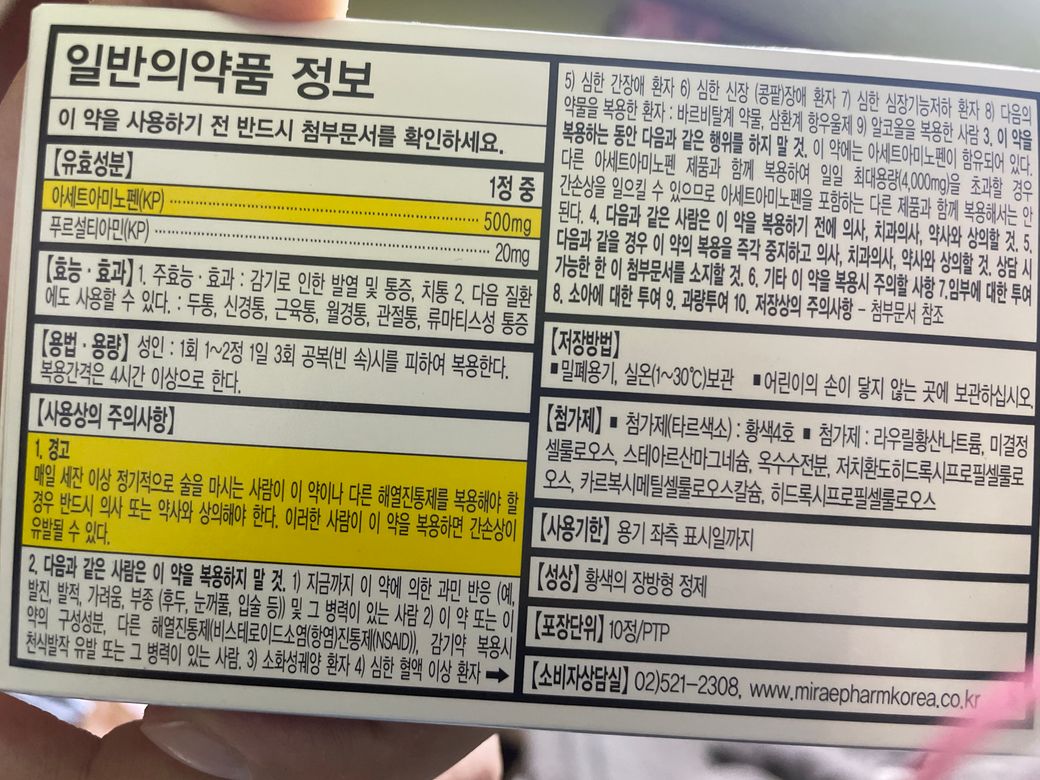 일반의약품 정보
이 약을 사용하기 전 반드시 첨부문서를 확인하세요.
【유효성분】 1정 중
아세트아미노펜(KP) 500mg
푸르설티아민(KP) 20mg
【효능·효과】 1. 주효능·효과 : 감기로 인한 발열 및 통증, 치통 2. 다음 질환
에도 사용할 수 있다. : 두통, 신경통, 근육통, 월경통, 관절통, 류마티스성 통증
【용법·용량】 성인 : 1회 1~2정 1일 3회 공복(빈 속)시를 피하여 복용한다.
복용간격은 4시간 이상으로 한다.
【사용상의 주의사항】
1. 경고
매일 세잔 이상 정기적으로 술을 마시는 사람이 이 약이나 다른 해열진통제를 복용해야 할
경우 반드시 의사 또는 약사와 상의해야 한다. 이러한 사람이 이 약을 복용하면 간손상이
유발될 수 있다.
2. 다음과 같은 사람은 이 약을 복용하지 말 것. 1) 지금까지 이 약에 의한 과민 반응 (예,
발진, 발적, 가려움, 부종 (후두, 눈꺼풀, 입술 등)) 및 그 병력이 있는 사람 2) 이 약 또는 이
약의 구성성분, 다른 해열진통제(비스테로이드소염(항염)진통제(NSAID)), 감기약 복용시
천식발작 유발 또는 그 병력이 있는 사람. 3) 소화성궤양 환자 4) 심한 혈액 이상 환자 ➡
5) 심한 간장애 환자 6) 심한 신장 (콩팥)장애 환자 7) 심한 심장기능저하 환자 8) 다음의
약물을 복용한 환자 : 바르비탈계 약물, 삼환계 항우울제 9) 알코올을 복용한 사람 3. 이 약을
복용하는 동안 다음과 같은 행위를 하지 말 것. 이 약에는 아세트아미노펜이 함유되어 있다.
다른 아세트아미노펜 제품과 함께 복용하여 일일 최대용량(4,000mg)을 초과할 경우
간손상을 일으킬 수 있으므로 아세트아미노펜을 포함하는 다른 제품과 함께 복용해서는 안
된다. 4. 다음과 같은 사람은 이 약을 복용하기 전에 의사, 치과의사, 약사와 상의할 것. 5.
다음과 같을 경우 이 약의 복용을 즉각 중지하고 의사, 치과의사, 약사와 상의할 것. 상담 시
가능한 한 이 첨부문서를 소지할 것. 6. 기타 이 약을 복용시 주의할 사항 7.임부에 대한 투여
8. 소아에 대한 투여 9. 과량투여 10. 저장상의 주의사항 - 첨부문서 참조
【저장방법】
■밀폐용기, 실온(1~30℃)보관 ■어린이의 손이 닿지 않는 곳에 보관하십시오.
【첨가제】 ■ 첨가제(타르색소) : 황색4호 ■ 첨가제 : 라우릴황산나트륨, 미결정
셀룰로오스, 스테아르산마그네슘, 옥수수전분, 저치환도히드록시프로필셀룰로
오스, 카르복시메틸셀룰로오스칼슘, 히드록시프로필셀룰로오스
【사용기한】 용기 좌측 표시일까지
【성상】 황색의 장방형 정제
【포장단위】 10정/PTP
【소비자상담실】 02)521-2308, www.miraepharmkorea.co.kr